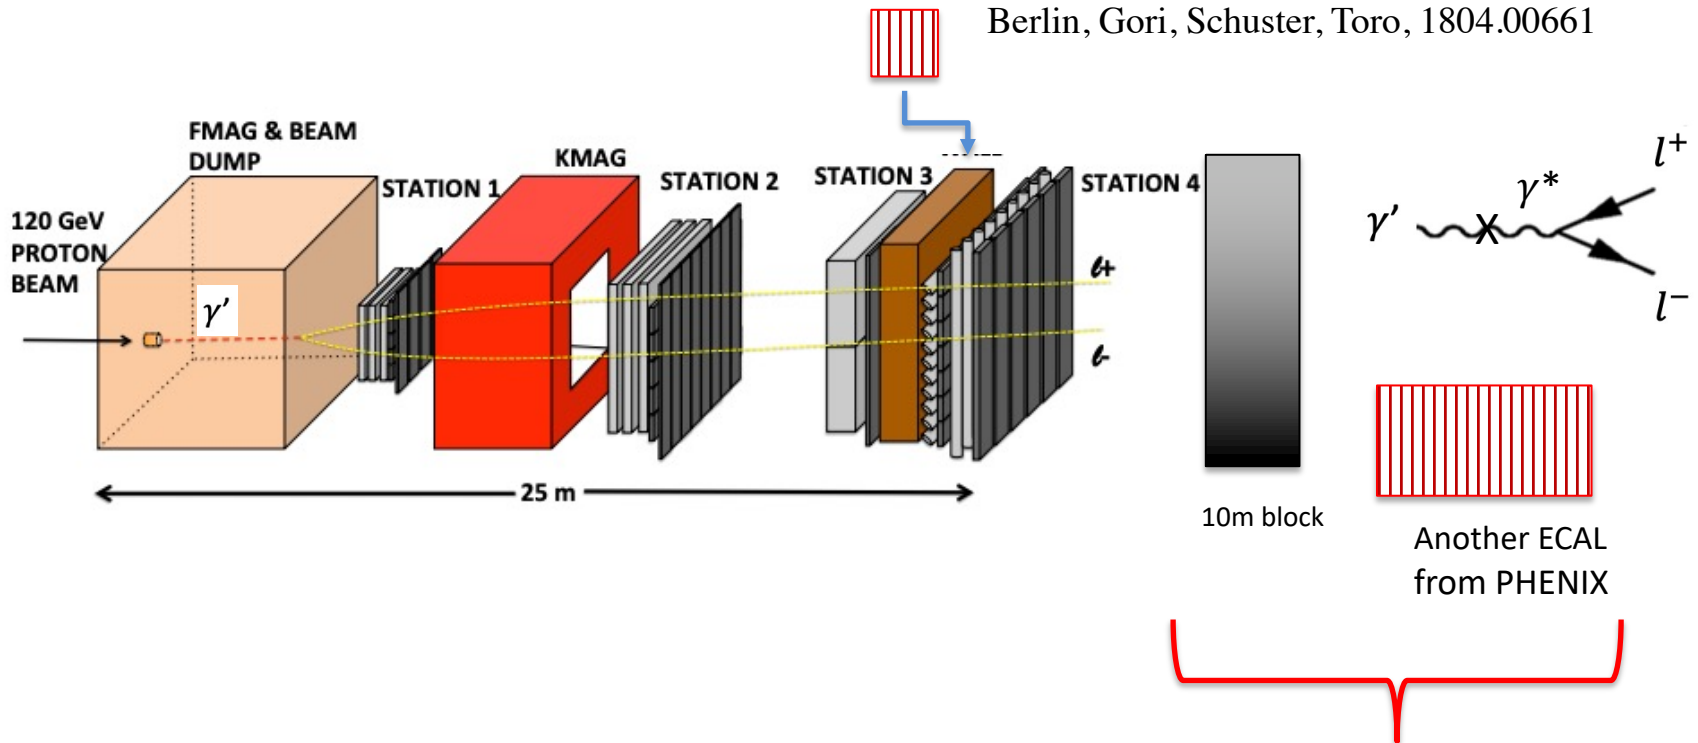 Berlin, Gori, Schuster, Toro, 1804.00661
FMAG & BEAM
DUMP
KMAG
STATION 1
STATION 2
STATION 3
STATION 4
120 GeV
PROTON
BEAM
γ'
ℓ+
ℓ-
25 m
10m block
γ'
γ*
X
l⁺
l⁻
Another ECAL
from PHENIX